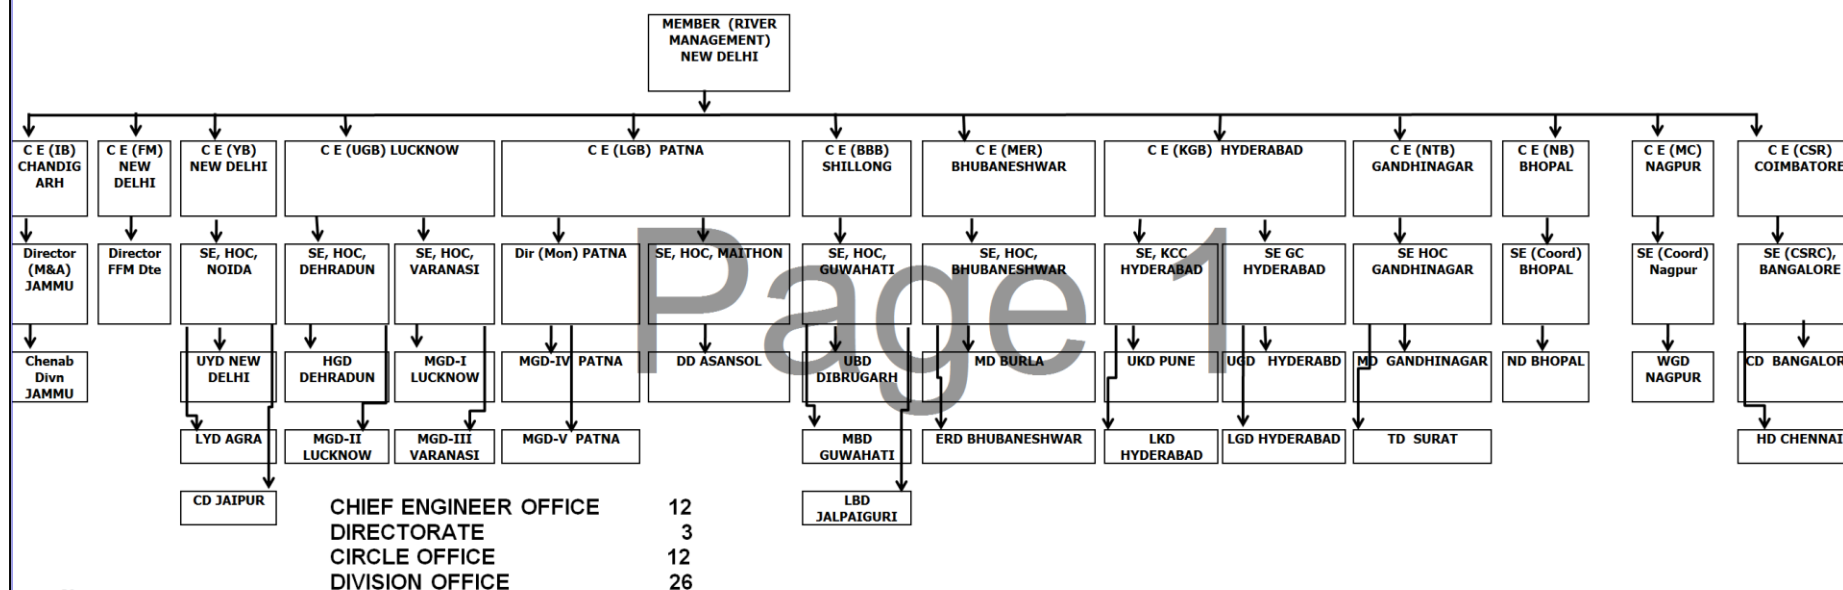 MEMBER (RIVER
MANAGEMENT)
NEW DELHI
C E (IB)
CHANDIG
ARH
C E (FM)
NEW
DELHI
C E (YB)
NEW DELHI
C E (UGB) LUCKNOW
C E (LGB) PATNA
C E (BBB)
SHILLONG
C E (MER)
BHUBANESHWAR
C E (KGB) HYDERABAD
C E (NTB)
GANDHINAGAR
C E (NB)
BHOPAL
C E (MC)
NAGPUR
C E (CSR)
COIMBATORE
Director
(M&A)
JAMMU
Director
FFM Dte
SE, HOC,
NOIDA
SE, HOC,
DEHRADUN
SE, HOC,
VARANASI
Dir (Mon) PATNA
SE, HOC, MAITHON
SE, HOC,
GUWAHATI
SE, HOC,
BHUBANESHWAR
SE, KCC
HYDERABAD
SE GC
HYDERABAD
SE HOC
GANDHINAGAR
SE (Coord)
BHOPAL
SE (Coord)
Nagpur
SE (CSRC),
BANGALORE
Page 1
Chenab
Divn
JAMMU
UYD NEW
DELHI
HGD
DEHRADUN
MGD-I
LUCKNOW
MGD-IV PATNA
DD ASANSOL
UBD
DIBRUGARH
MD BURLA
UKD PUNE
UGD HYDERABD
MD GANDHINAGAR
ND BHOPAL
WGD
NAGPUR
CD BANGALOR
LYD AGRA
MGD-II
LUCKNOW
MGD-III
VARANASI
MGD-V PATNA
MBD
GUWAHATI
ERD BHUBANESHWAR
LKD
HYDERABAD
LGD HYDERABAD
TD SURAT
HD CHENNAI
CD JAIPUR
LBD
JALPAIGURI
CHIEF ENGINEER OFFICE 12
DIRECTORATE 3
CIRCLE OFFICE 12
DIVISION OFFICE 26